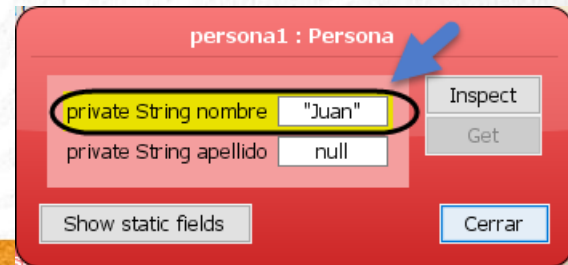 persona1 : Persona
private String nombre "Juan"
private String apellido null
Inspect
Get
Show static fields
Cerrar